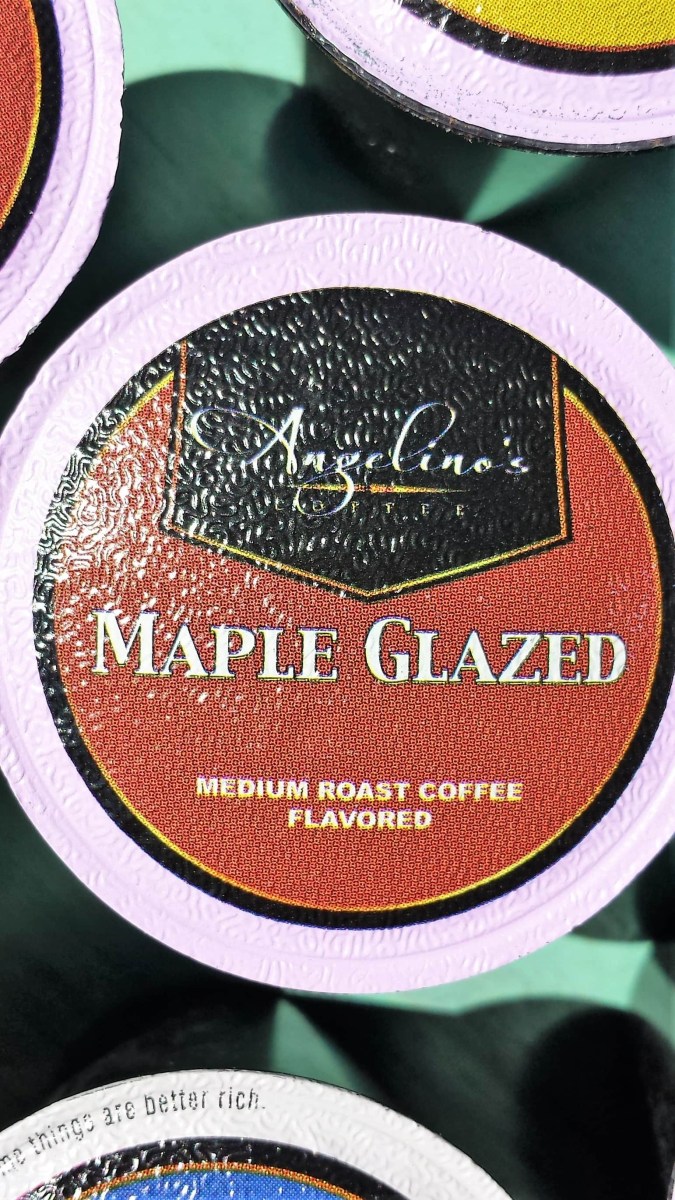 Angelino's
COFFEE
MAPLE GLAZED
MEDIUM ROAST COFFEE
FLAVORED
things are better rich.